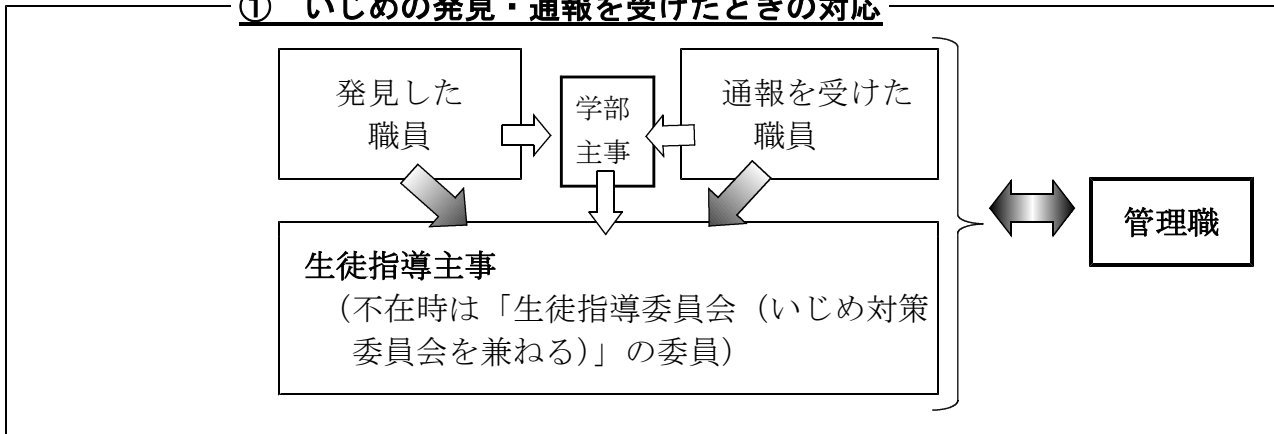 ① いじめの発見・通報を受けたときの対応
発見した
職員
学部
主事
通報を受けた
職員
生徒指導主事
（不在時は「生徒指導委員会（いじめ対策
委員会を兼ねる）」の委員）
管理職